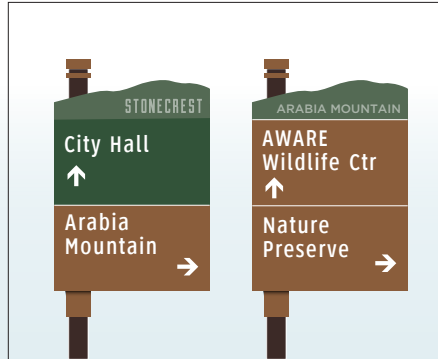 STONECREST
City Hall
Arabia
Mountain
ARABIA MOUNTAIN
AWARE
Wildlife Ctr
Nature
Preserve